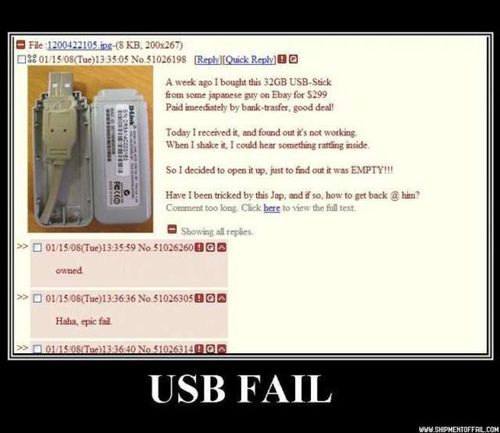 File :1200422105.jpg-(8 KB, 200x267)
01/15/08(Tue)13:35:05 No.51026198 [Reply][Quick Reply]
A week ago I bought this 32GB USB-Stick
from some japanese guy on Ebay for $299
Paid imeediately by bank-trasfer, good deal!
Today I received it, and found out it's not working.
When I shake it, I could hear something rattling inside.
So I decided to open it up, just to find out it was EMPTY!!!
Have I been tricked by this Jap, and if so, how to get back @ him?
Comment too long. Click here to view the full text.
Showing all replies.
D-Link
>> 01/15/08(Tue)13:35:59 No.51026260
owned.
>> 01/15/08(Tue)13:36:36 No.51026305
Haha, epic fail.
>> 01/15/08(Tue)13:36:40 No.51026314
USB FAIL
WWW.SHIPMENTOFFAIL.COM